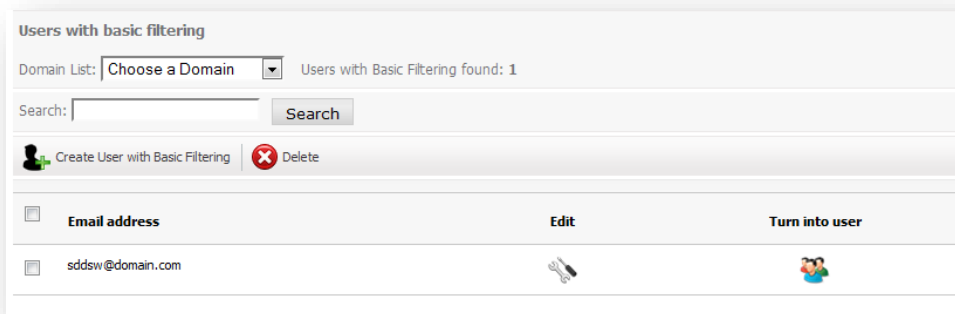 Users with basic filtering
Domain List: Choose a Domain Users with Basic Filtering found: 1
Search: Search
Create User with Basic Filtering Delete
Email address Edit Turn into user
sddsw@domain.com